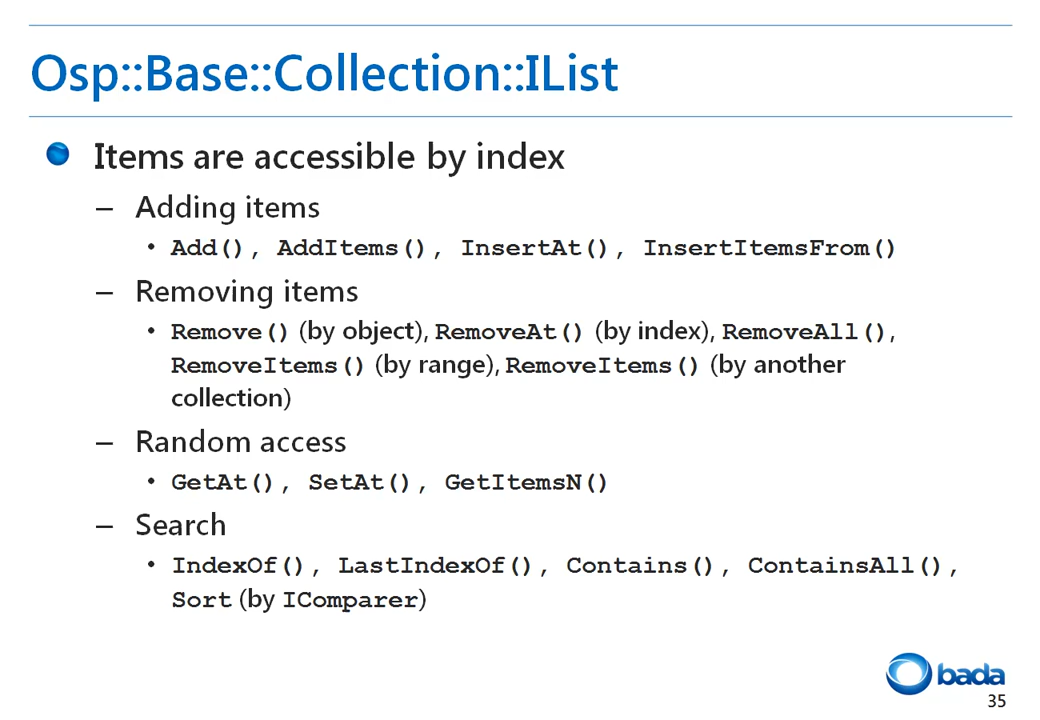 Osp::Base::Collection::IList
Items are accessible by index
– Adding items
• Add(), AddItems(), InsertAt(), InsertItemsFrom()
– Removing items
• Remove() (by object), RemoveAt() (by index), RemoveAll(),
RemoveItems() (by range), RemoveItems() (by another
collection)
– Random access
• GetAt(), SetAt(), GetItemsN()
– Search
• IndexOf(), LastIndexOf(), Contains(), ContainsAll(),
Sort (by IComparer)
bada
35